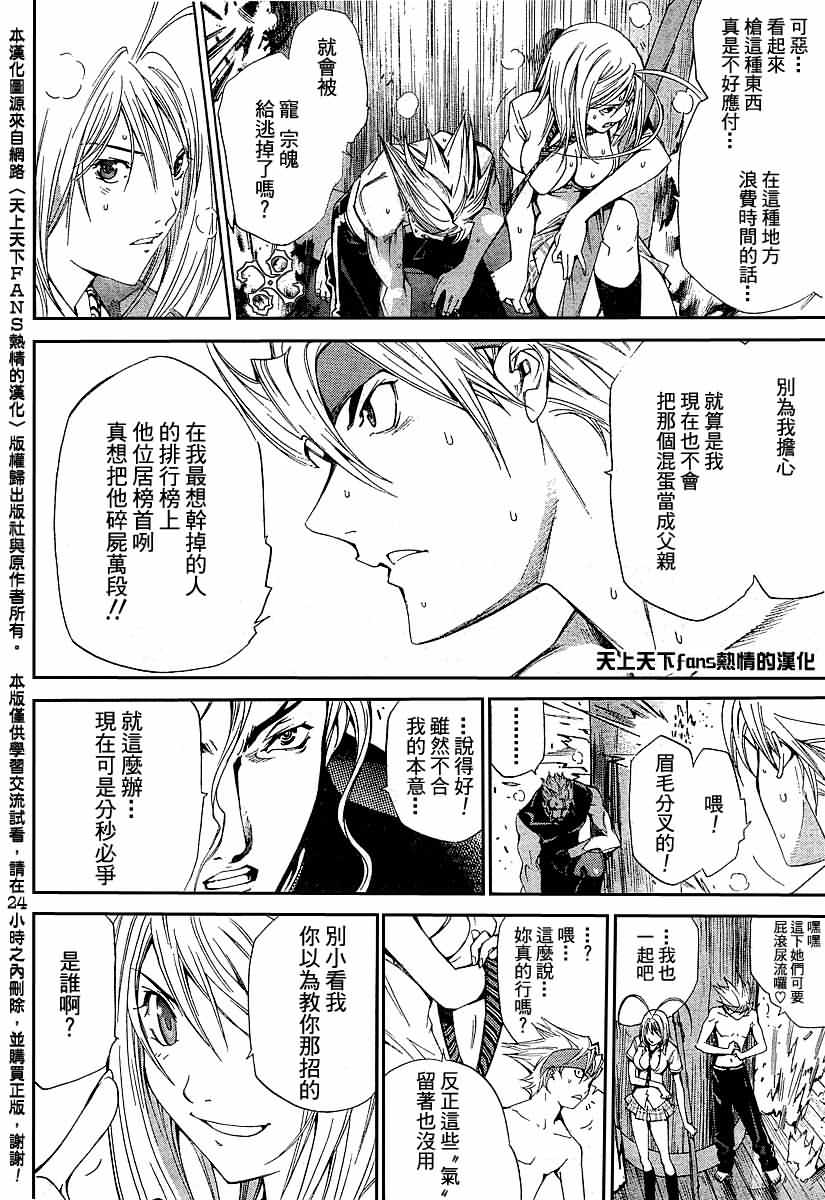 可惡…
看起來
槍這種東西
真是不好應付…
在這種地方
浪費時間的話…
就會被
寵 宗魄
給逃掉了嗎？
別為我擔心
就算是我
現在也不會
把那個混蛋當成父親
在我最想幹掉的人
的排行榜上
他位居榜首咧
真想把他碎屍萬段!!
天上天下fans熱情的漢化
喂！
眉毛分叉的！
……
…說得好！
雖然不合
我的本意…
就這麼辦…
現在可是分秒必爭
嘿嘿
這下她們可要
屁滾尿流囉♡
…我也
一起吧
…？
喂…
這麼說…
妳真的行嗎？
反正這些〝氣〞
留著也沒用
別小看我
你以為教你那招的
是誰啊？
本漢化圖源來自網路〈天上天下FANS熱情的漢化〉版權歸出版社與原作者所有。 本版僅供學習交流試看，請在24小時之內刪除，並購買正版，謝謝！